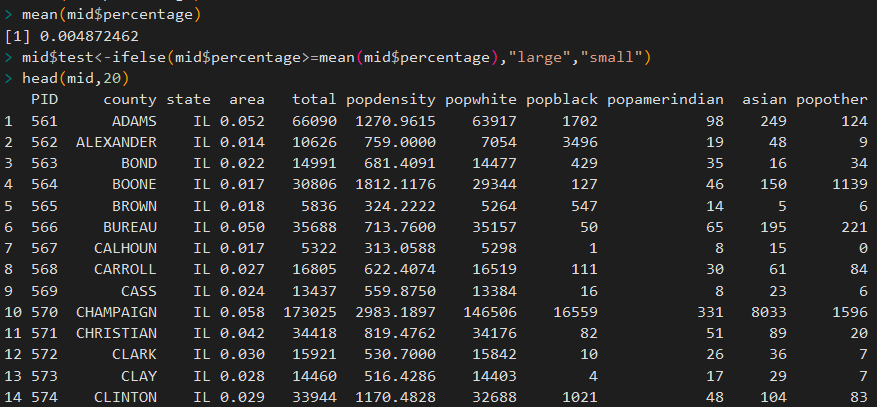 > mean(mid$percentage)
[1] 0.004872462
> mid$test<-ifelse(mid$percentage>=mean(mid$percentage),"large","small")
> head(mid,20)
PID county state area total popdensity popwhite popblack popamerindian asian popother
1 561 ADAMS IL 0.052 66090 1270.9615 63917 1702 98 249 124
2 562 ALEXANDER IL 0.014 10626 759.0000 7054 3496 19 48 9
3 563 BOND IL 0.022 14991 681.4091 14477 429 35 16 34
4 564 BOONE IL 0.017 30806 1812.1176 29344 127 46 150 1139
5 565 BROWN IL 0.018 5836 324.2222 5264 547 14 5 6
6 566 BUREAU IL 0.050 35688 713.7600 35157 50 65 195 221
7 567 CALHOUN IL 0.017 5322 313.0588 5298 1 8 15 0
8 568 CARROLL IL 0.027 16805 622.4074 16519 111 30 61 84
9 569 CASS IL 0.024 13437 559.8750 13384 16 8 23 6
10 570 CHAMPAIGN IL 0.058 173025 2983.1897 146506 16559 331 8033 1596
11 571 CHRISTIAN IL 0.042 34418 819.4762 34176 82 51 89 20
12 572 CLARK IL 0.030 15921 530.7000 15842 10 26 36 7
13 573 CLAY IL 0.028 14460 516.4286 14403 4 17 29 7
14 574 CLINTON IL 0.029 33944 1170.4828 32688 1021 48 104 83